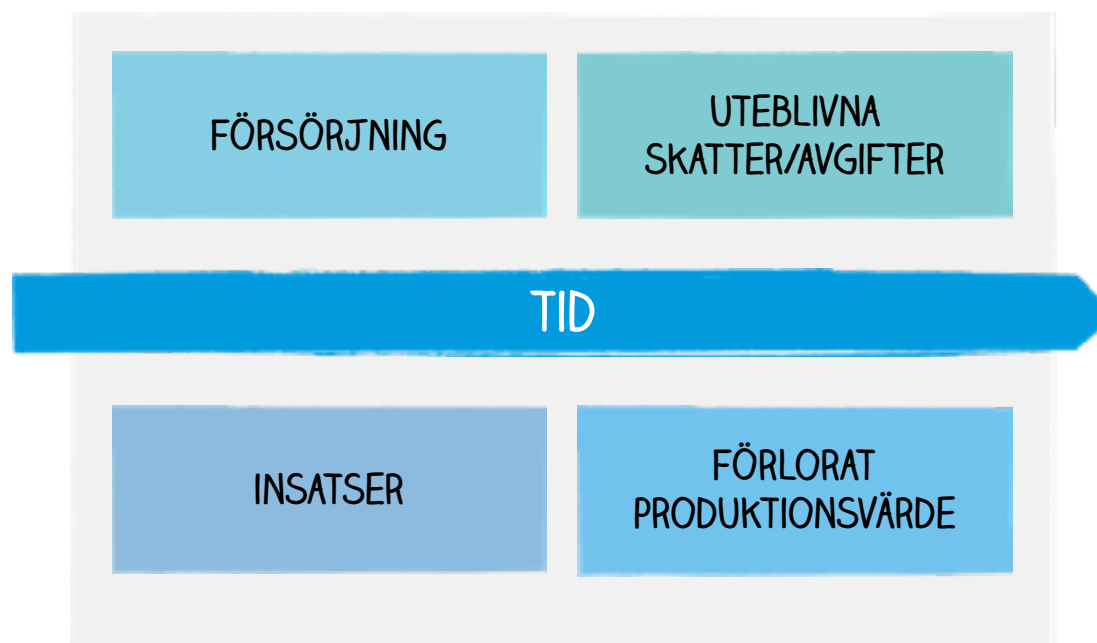 FÖRSÖRJNING
UTEBLIVNA
SKATTER/AVGIFTER
TID
INSATSER
FÖRLORAT
PRODUKTIONSVÄRDE